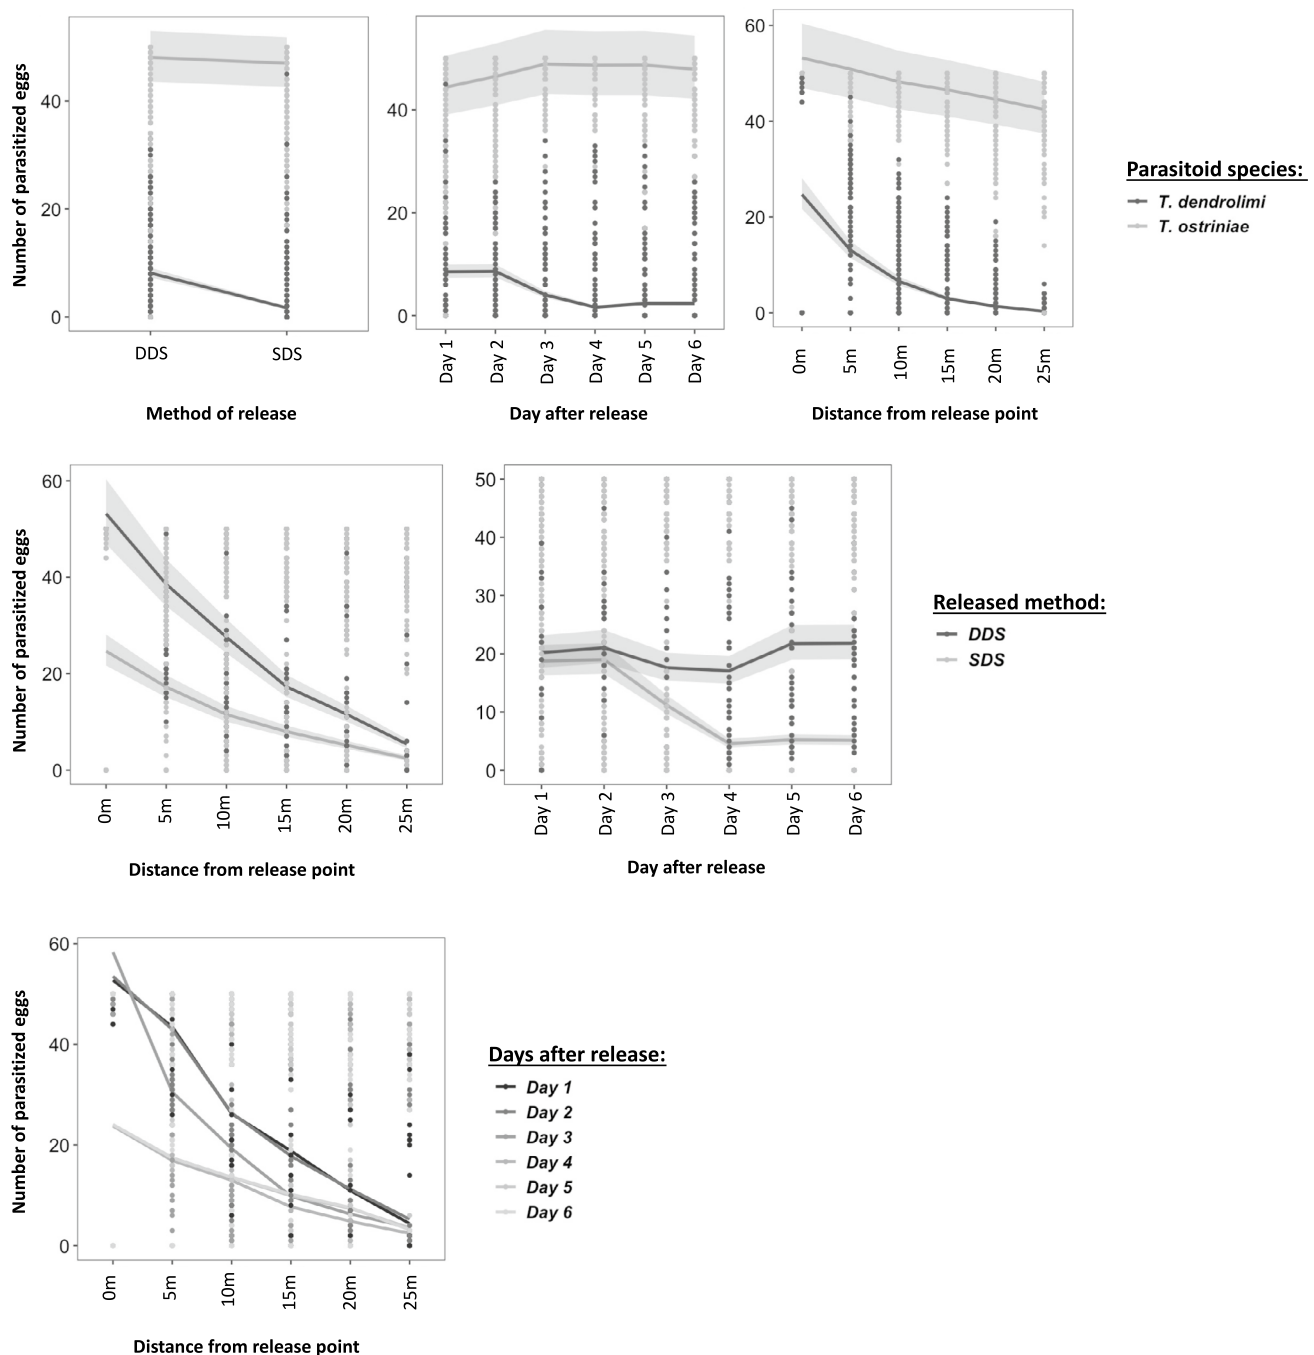 Number of parasitized eggs
40
20
0
DDS
SDS
Method of release
40
20
0
Day 1
Day 2
Day 3
Day 4
Day 5
Day 6
Day after release
60
40
20
0
0m
5m
10m
15m
20m
25m
Distance from release point
Parasitoid species:
T. dendrolimi
T. ostriniae
Number of parasitized eggs
60
40
20
0
0m
5m
10m
15m
20m
25m
Distance from release point
50
40
30
20
10
0
Day 1
Day 2
Day 3
Day 4
Day 5
Day 6
Day after release
Released method:
DDS
SDS
Number of parasitized eggs
60
40
20
0
0m
5m
10m
15m
20m
25m
Distance from release point
Days after release:
Day 1
Day 2
Day 3
Day 4
Day 5
Day 6